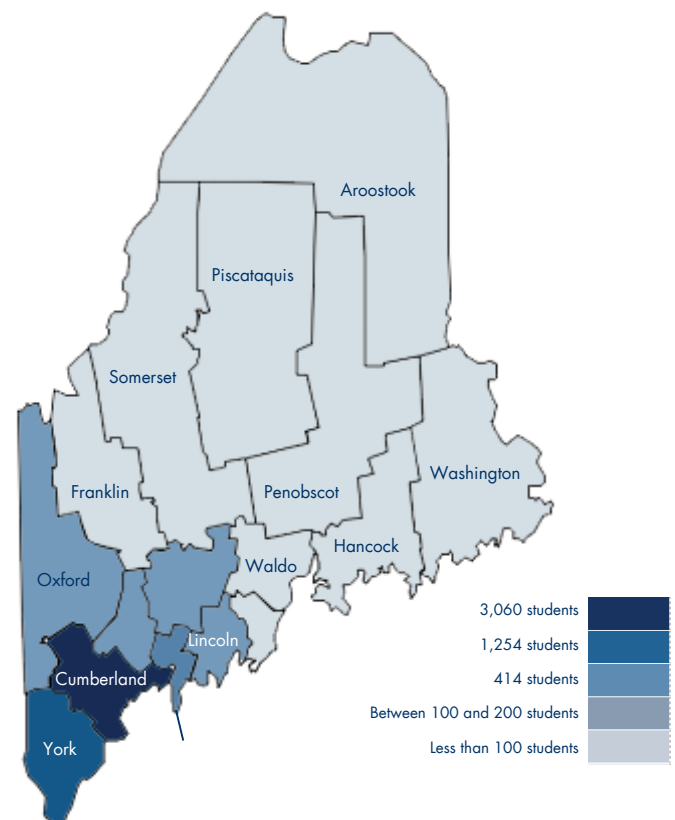 Aroostook
Piscataquis
Somerset
Washington
Franklin
Penobscot
Hancock
Waldo
Oxford
Lincoln
Cumberland
York
3,060 students
1,254 students
414 students
Between 100 and 200 students
Less than 100 students